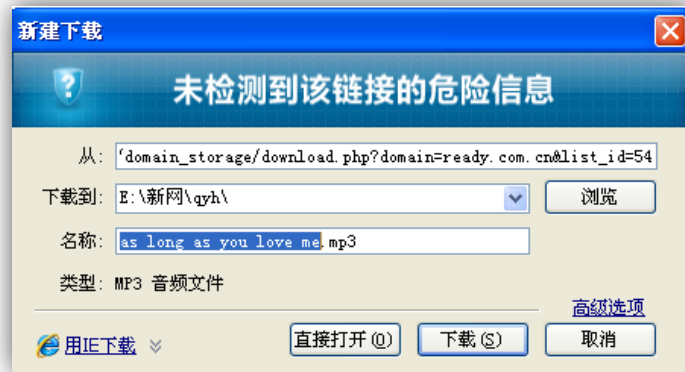 新建下载
未检测到该链接的危险信息
从: 'domain_storage/download.php?domain=ready.com.cn&list_id=54
下载到: E:\新网\qyh\ 浏览
名称: as long as you love me.mp3
类型: MP3 音频文件
高级选项
用IE下载 直接打开(O) 下载(S) 取消